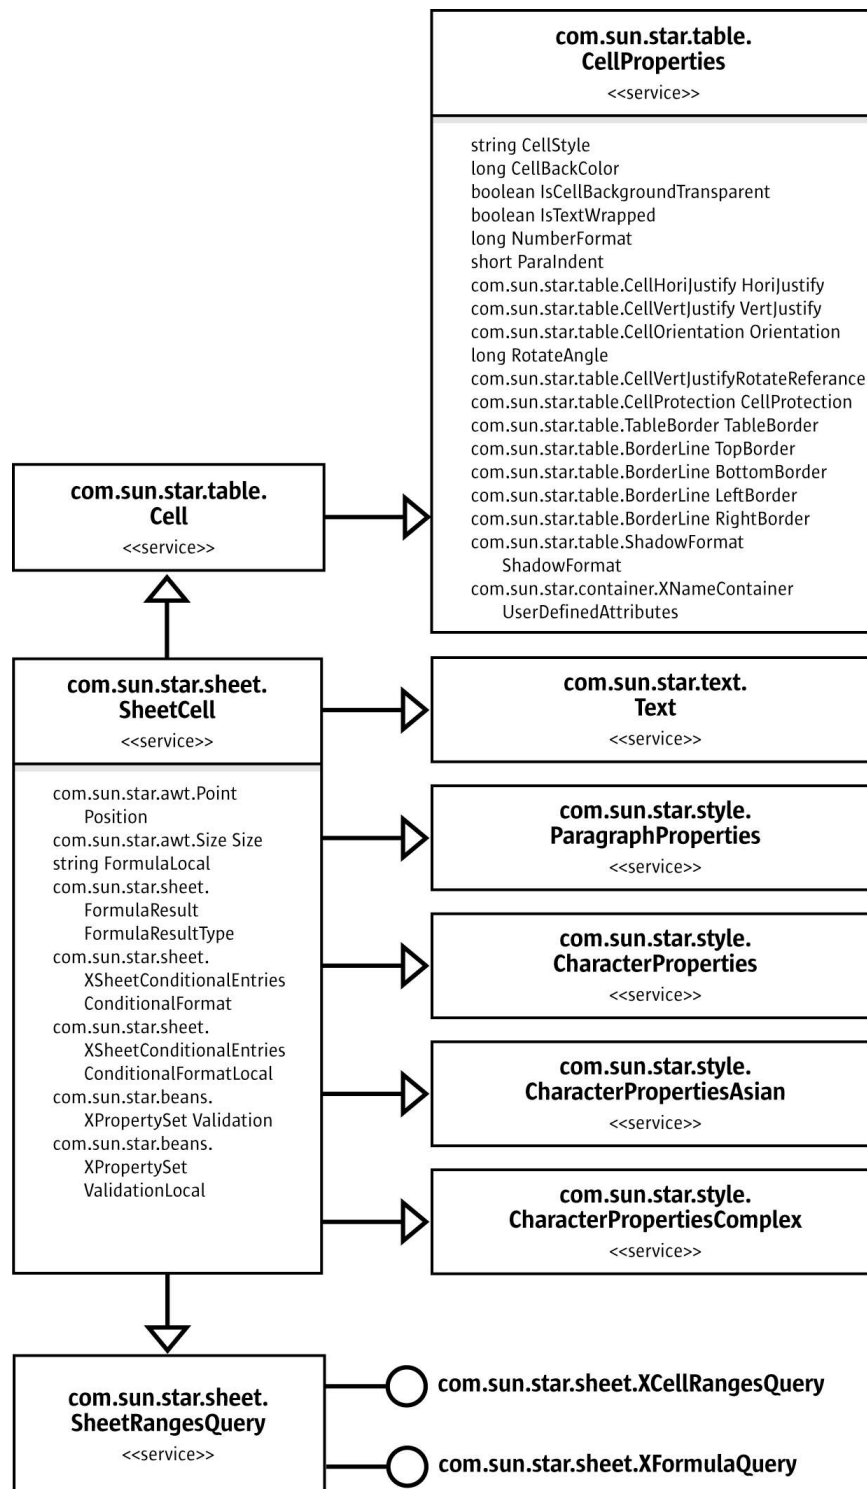 com.sun.star.table.
CellProperties
<<service>>
string CellStyle
long CellBackColor
boolean IsCellBackgroundTransparent
boolean IsTextWrapped
long NumberFormat
short ParaIndent
com.sun.star.table.CellHoriJustify HoriJustify
com.sun.star.table.CellVertJustify VertJustify
com.sun.star.table.CellOrientation Orientation
long RotateAngle
com.sun.star.table.CellVertJustifyRotateReferance
com.sun.star.table.CellProtection CellProtection
com.sun.star.table.TableBorder TableBorder
com.sun.star.table.BorderLine TopBorder
com.sun.star.table.BorderLine BottomBorder
com.sun.star.table.BorderLine LeftBorder
com.sun.star.table.BorderLine RightBorder
com.sun.star.table.ShadowFormat
ShadowFormat
com.sun.star.container.XNameContainer
UserDefinedAttributes
com.sun.star.table.
Cell
<<service>>
com.sun.star.sheet.
SheetCell
<<service>>
com.sun.star.awt.Point
Position
com.sun.star.awt.Size Size
string FormulaLocal
com.sun.star.sheet.
FormulaResult
FormulaResultType
com.sun.star.sheet.
XSheetConditionalEntries
ConditionalFormat
com.sun.star.sheet.
XSheetConditionalEntries
ConditionalFormatLocal
com.sun.star.beans.
XPropertySet Validation
com.sun.star.beans.
XPropertySet
ValidationLocal
com.sun.star.text.
Text
<<service>>
com.sun.star.style.
ParagraphProperties
<<service>>
com.sun.star.style.
CharacterProperties
<<service>>
com.sun.star.style.
CharacterPropertiesAsian
<<service>>
com.sun.star.style.
CharacterPropertiesComplex
<<service>>
com.sun.star.sheet.
SheetRangesQuery
<<service>>
com.sun.star.sheet.XCellRangesQuery
com.sun.star.sheet.XFormulaQuery